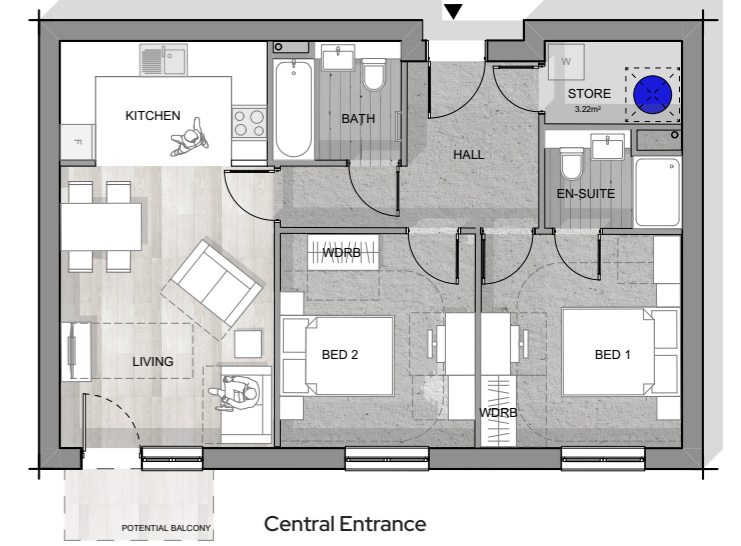 W
STORE
3.22m²
KITCHEN
BATH
F
HALL
EN-SUITE
WDRB
LIVING
BED 2
BED 1
WDRB
POTENTIAL BALCONY
Central Entrance